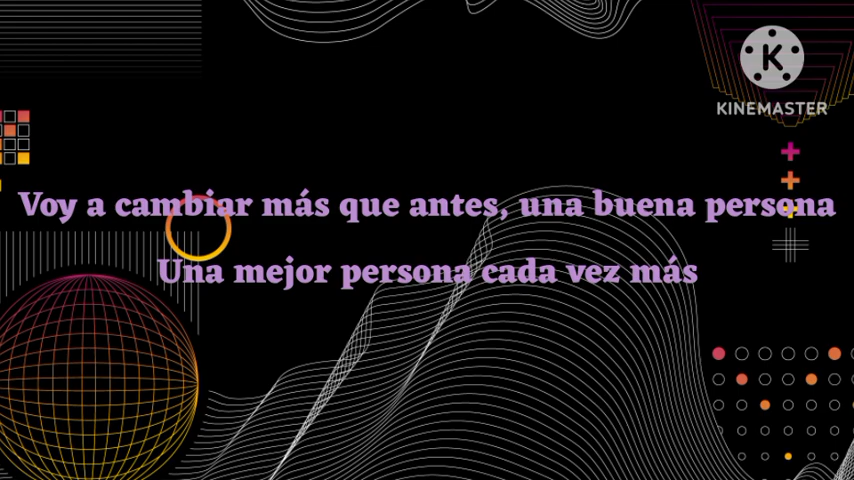 KINEMASTER
Voy a cambiar más que antes, una buena persona
Una mejor persona cada vez más